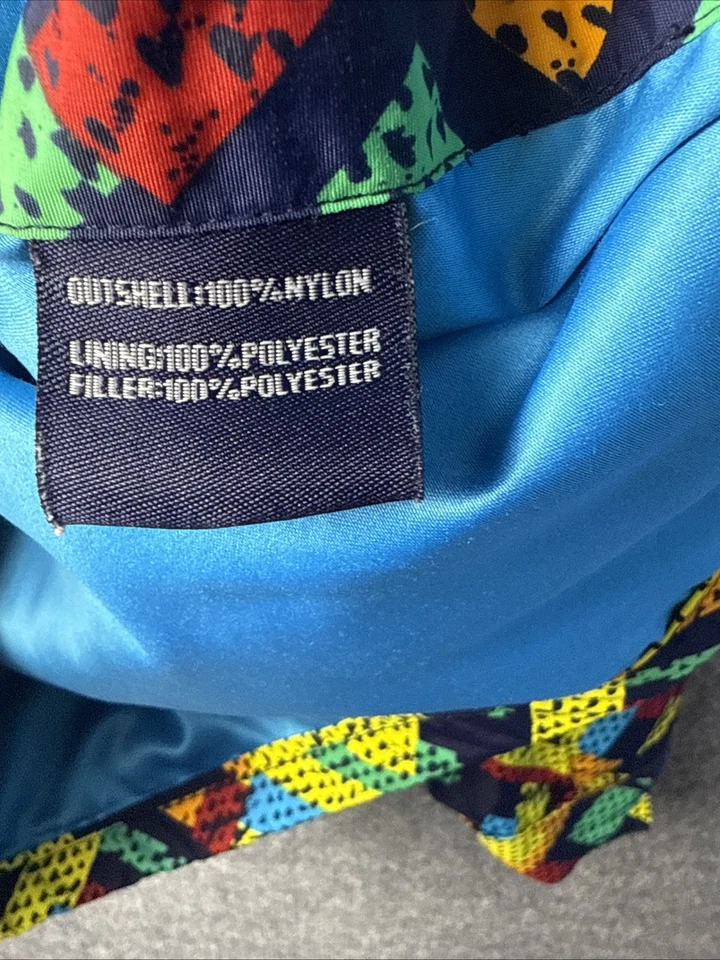 OUTSHELL:100%NYLON
LINING:100%POLYESTER
FILLER:100%POLYESTER